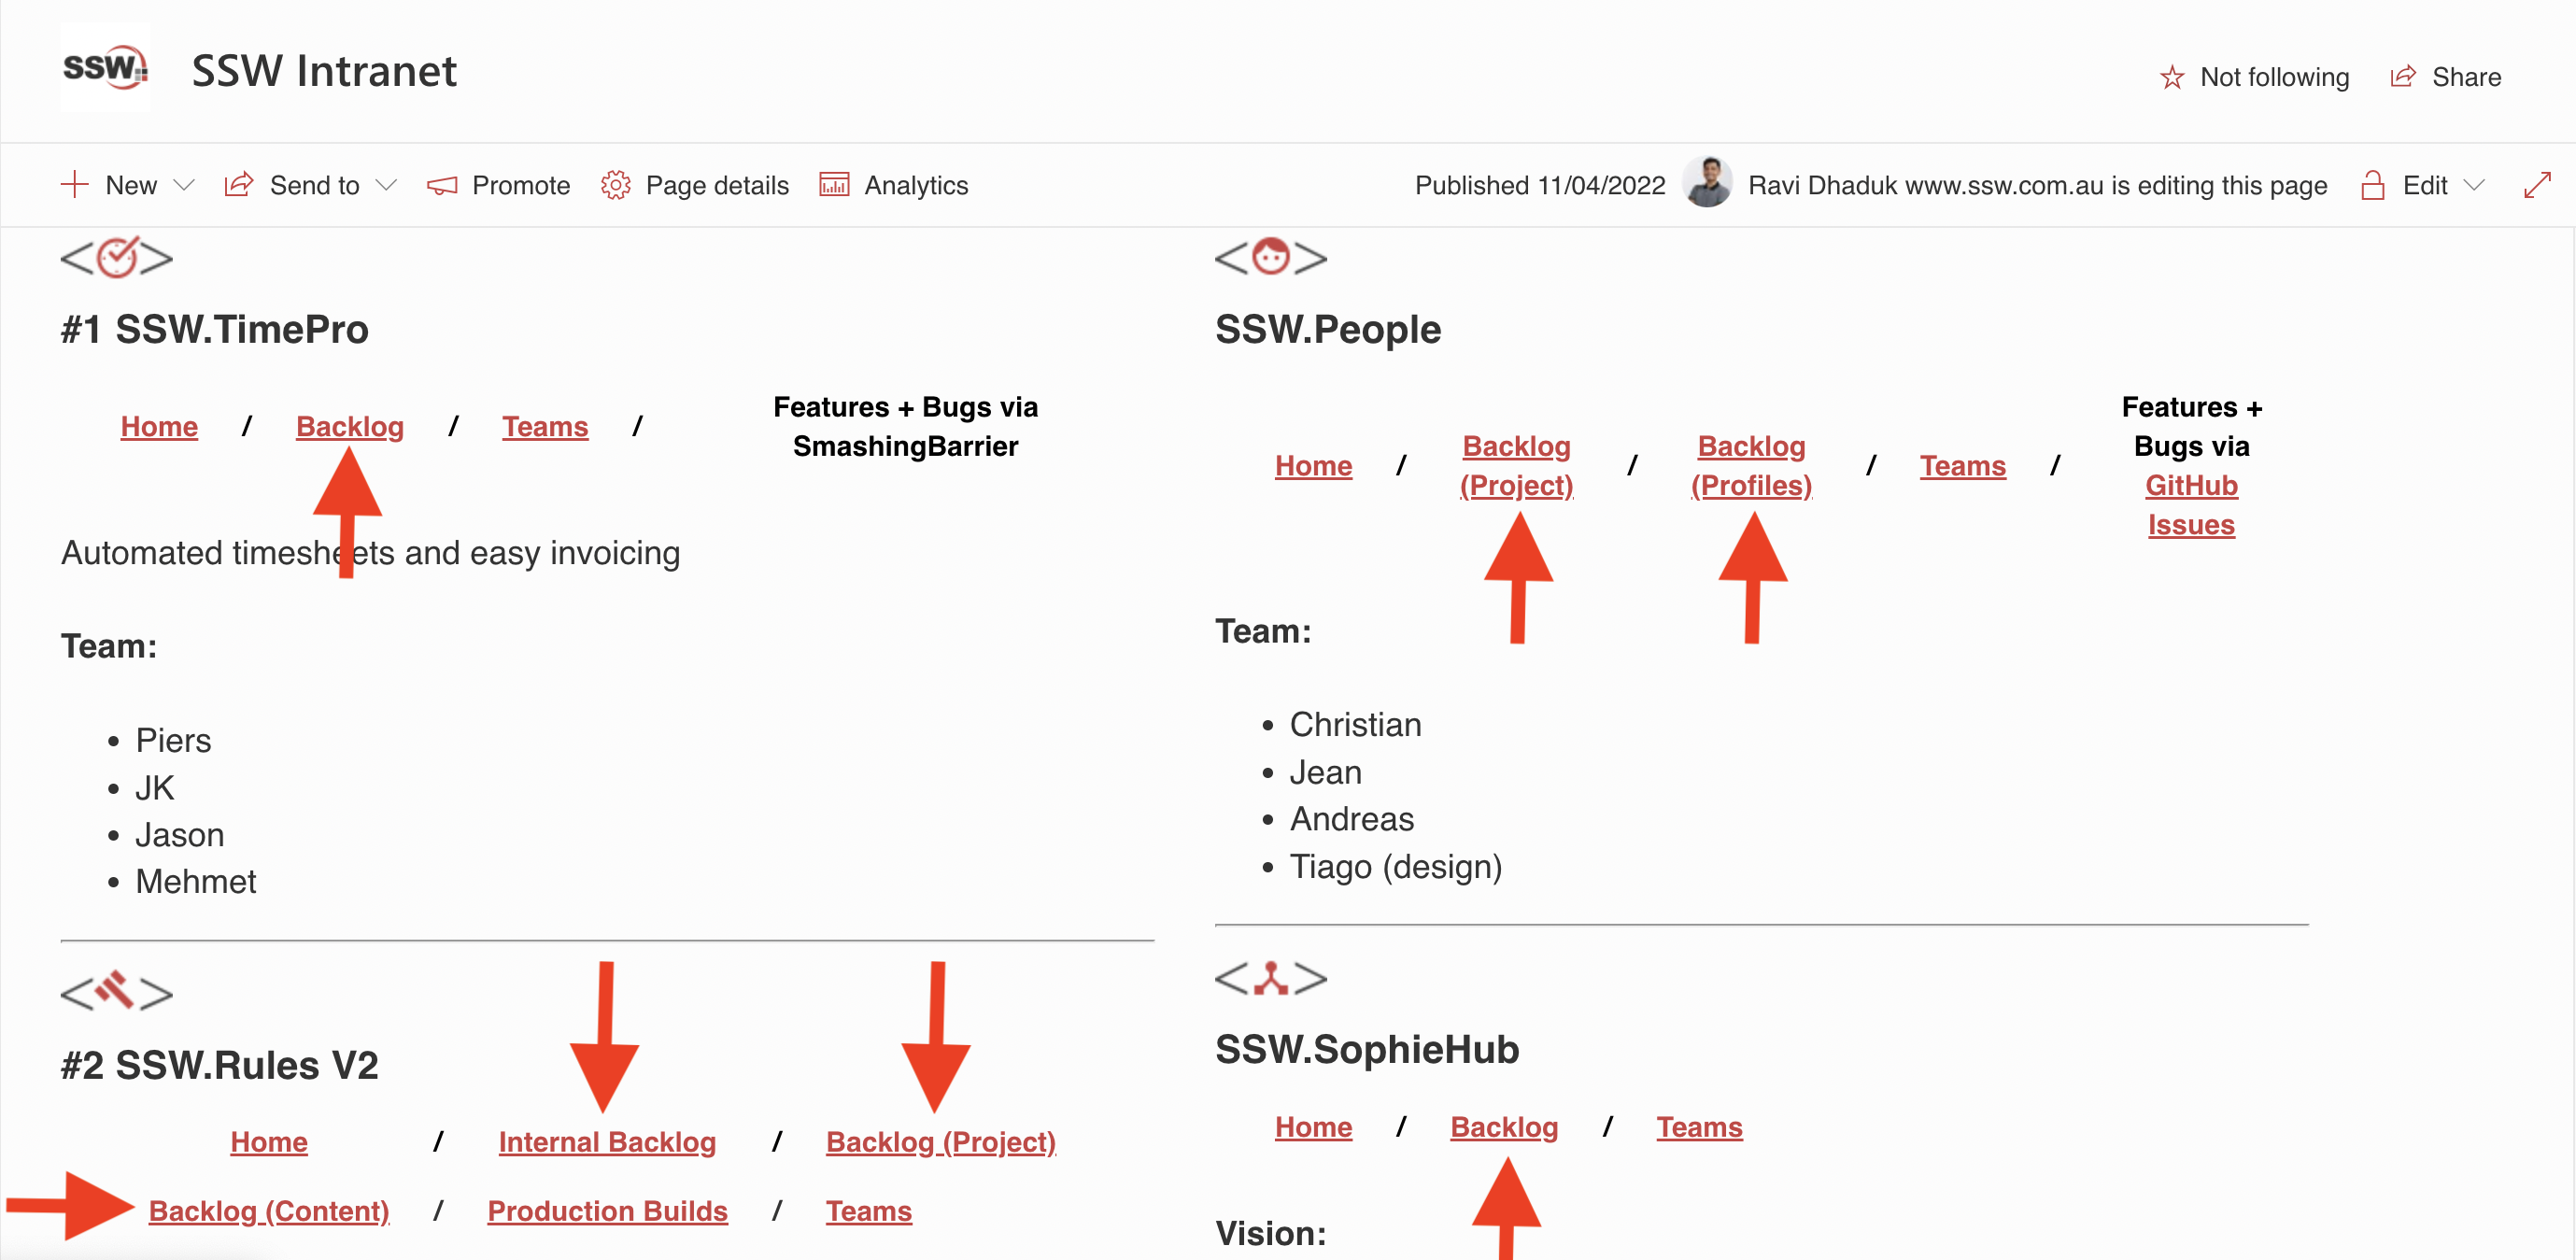 SSW
SSW Intranet
Not following
Share
New
Send to
Promote
Page details
Analytics
Published 11/04/2022
Ravi Dhaduk www.ssw.com.au is editing this page
Edit
#1 SSW.TimePro
Home / Backlog / Teams /
Features + Bugs via
SmashingBarrier
Automated timesheets and easy invoicing
Team:
• Piers
• JK
• Jason
• Mehmet
#2 SSW.Rules V2
Home / Internal Backlog / Backlog (Project)
Backlog (Content) / Production Builds / Teams
SSW.People
Home / Backlog (Project) / Backlog (Profiles) / Teams /
Features +
Bugs via
GitHub
Issues
Team:
• Christian
• Jean
• Andreas
• Tiago (design)
SSW.SophieHub
Home / Backlog / Teams
Vision: